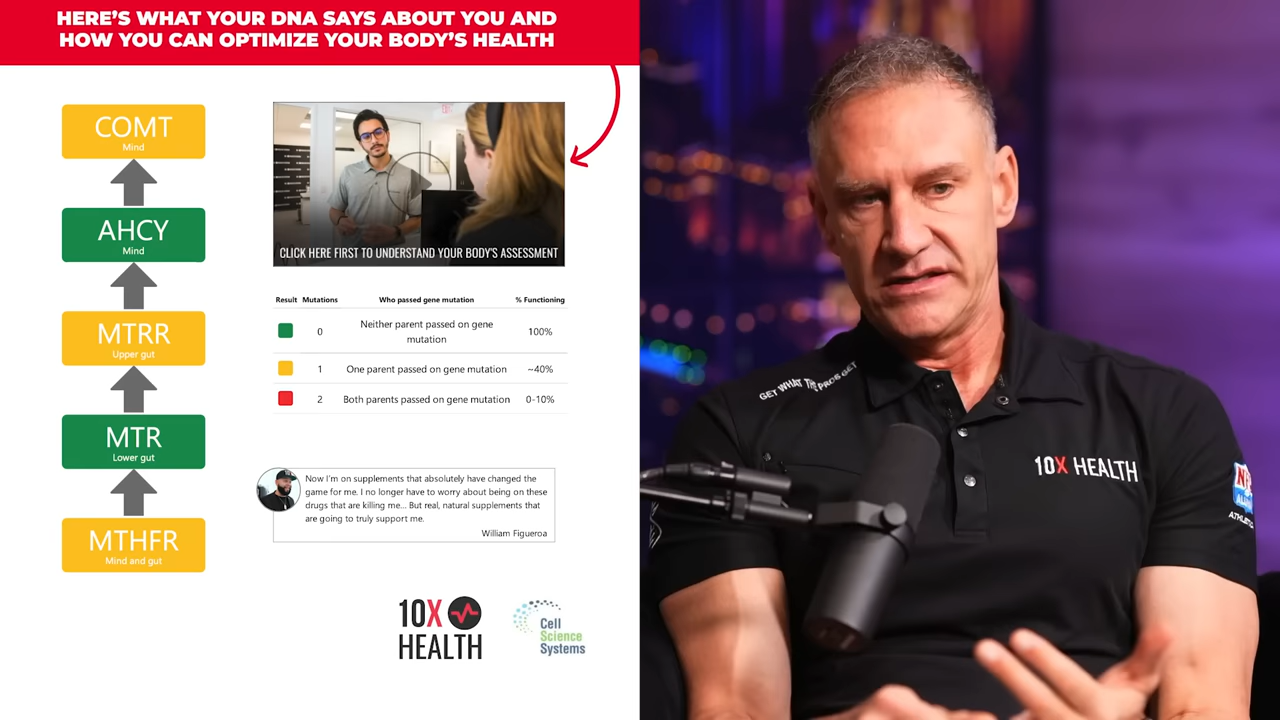 HERE'S WHAT YOUR DNA SAYS ABOUT YOU AND
HOW YOU CAN OPTIMIZE YOUR BODY'S HEALTH
COMT
Mind
AHCY
Mind
MTRR
Upper gut
MTR
Lower gut
MTHFR
Mind and gut
CLICK HERE FIRST TO UNDERSTAND YOUR BODY'S ASSESSMENT
Result Mutations Who passed gene mutation % Functioning
0 Neither parent passed on gene mutation 100%
1 One parent passed on gene mutation ~40%
2 Both parents passed on gene mutation 0-10%
Now I'm on supplements that absolutely have changed the
game for me. I no longer have to worry about being on these
drugs that are killing me... But real, natural supplements that
are going to truly support me.
William Figueroa
10X
HEALTH
Cell
Science
Systems
GET WHAT THE PROS GET
10X HEALTH